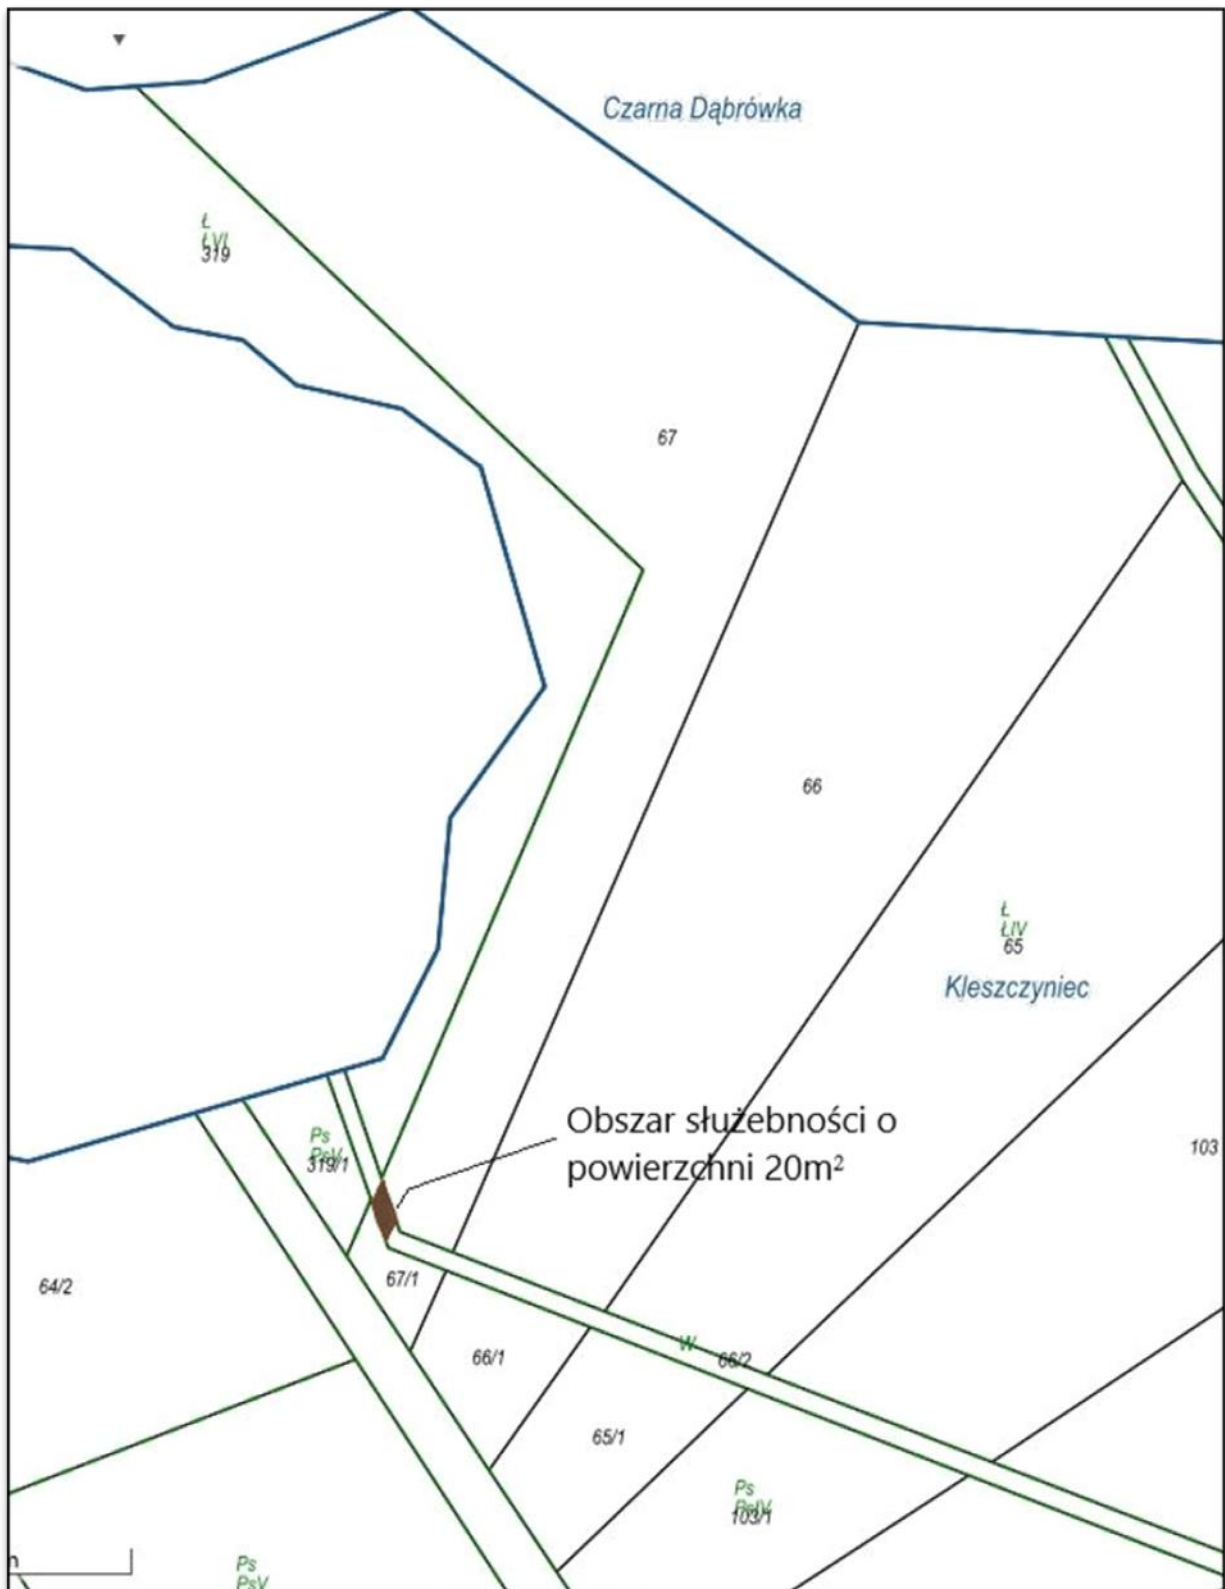 Czarna Dąbrówka
Ł
ŁVI
319
67
66
Ł
ŁIV
65
Kleszczyniec
Obszar służebności o
powierzchni 20m²
103
Ps
PsV
319/1
64/2
67/1
W
66/2
66/1
65/1
Ps
PsIV
103/1
Ps
PsV